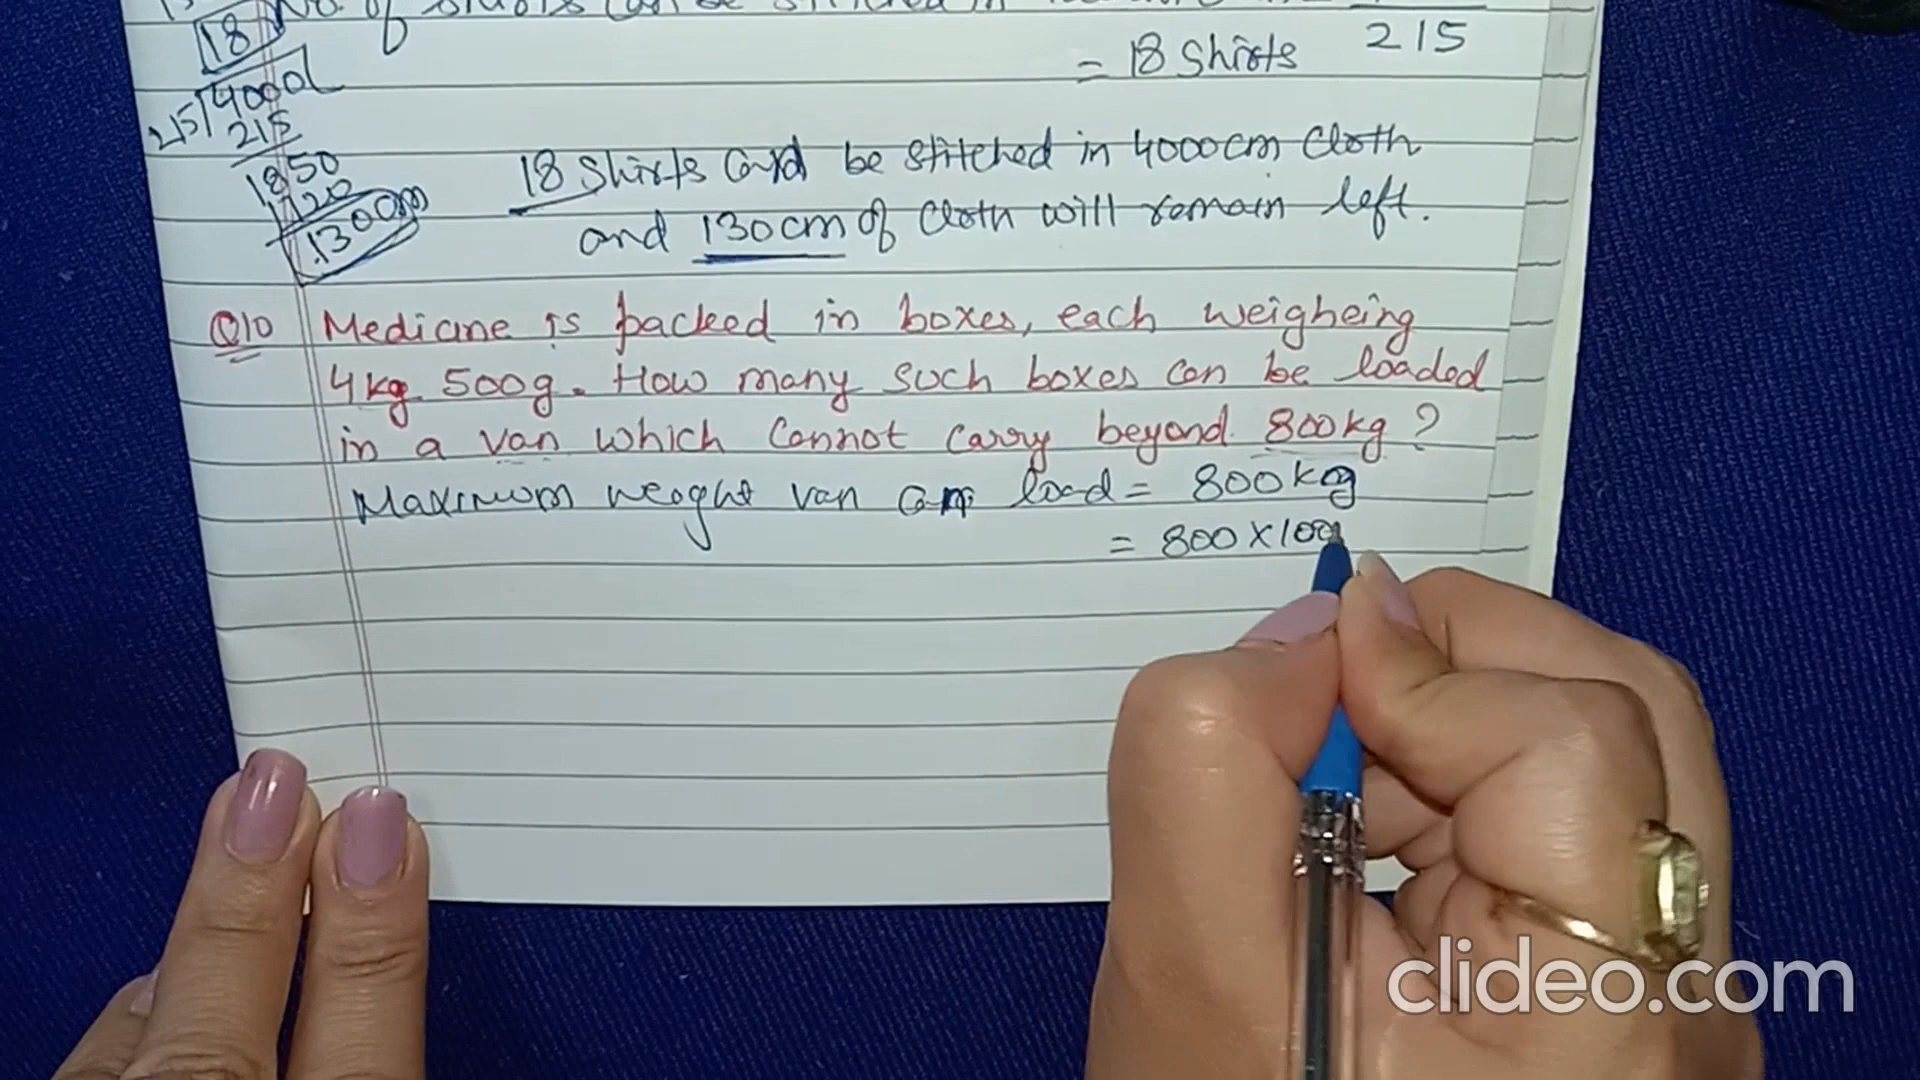 18
= 18 Shirts 215
215 4000
215
1850
1720
130cm
18 Shirts could be stitched in 4000cm cloth
and 130cm of cloth will remain left.
Q10 Medicine is packed in boxes, each weigheing
4kg 500g. How many such boxes can be loaded
in a van which cannot carry beyond 800kg?
Maximum weight van can load = 800kg
= 800 × 100
clideo.com